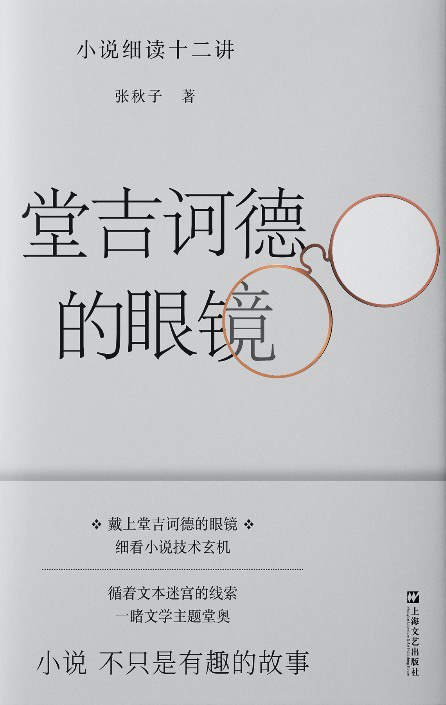 小说细读十二讲
张秋子 著
堂吉诃德
的眼镜
❖ 戴上堂吉诃德的眼镜 ❖
细看小说技术玄机
循着文本迷宫的线索
一睹文学主题堂奥
小说 不只是有趣的故事
上海文艺出版社